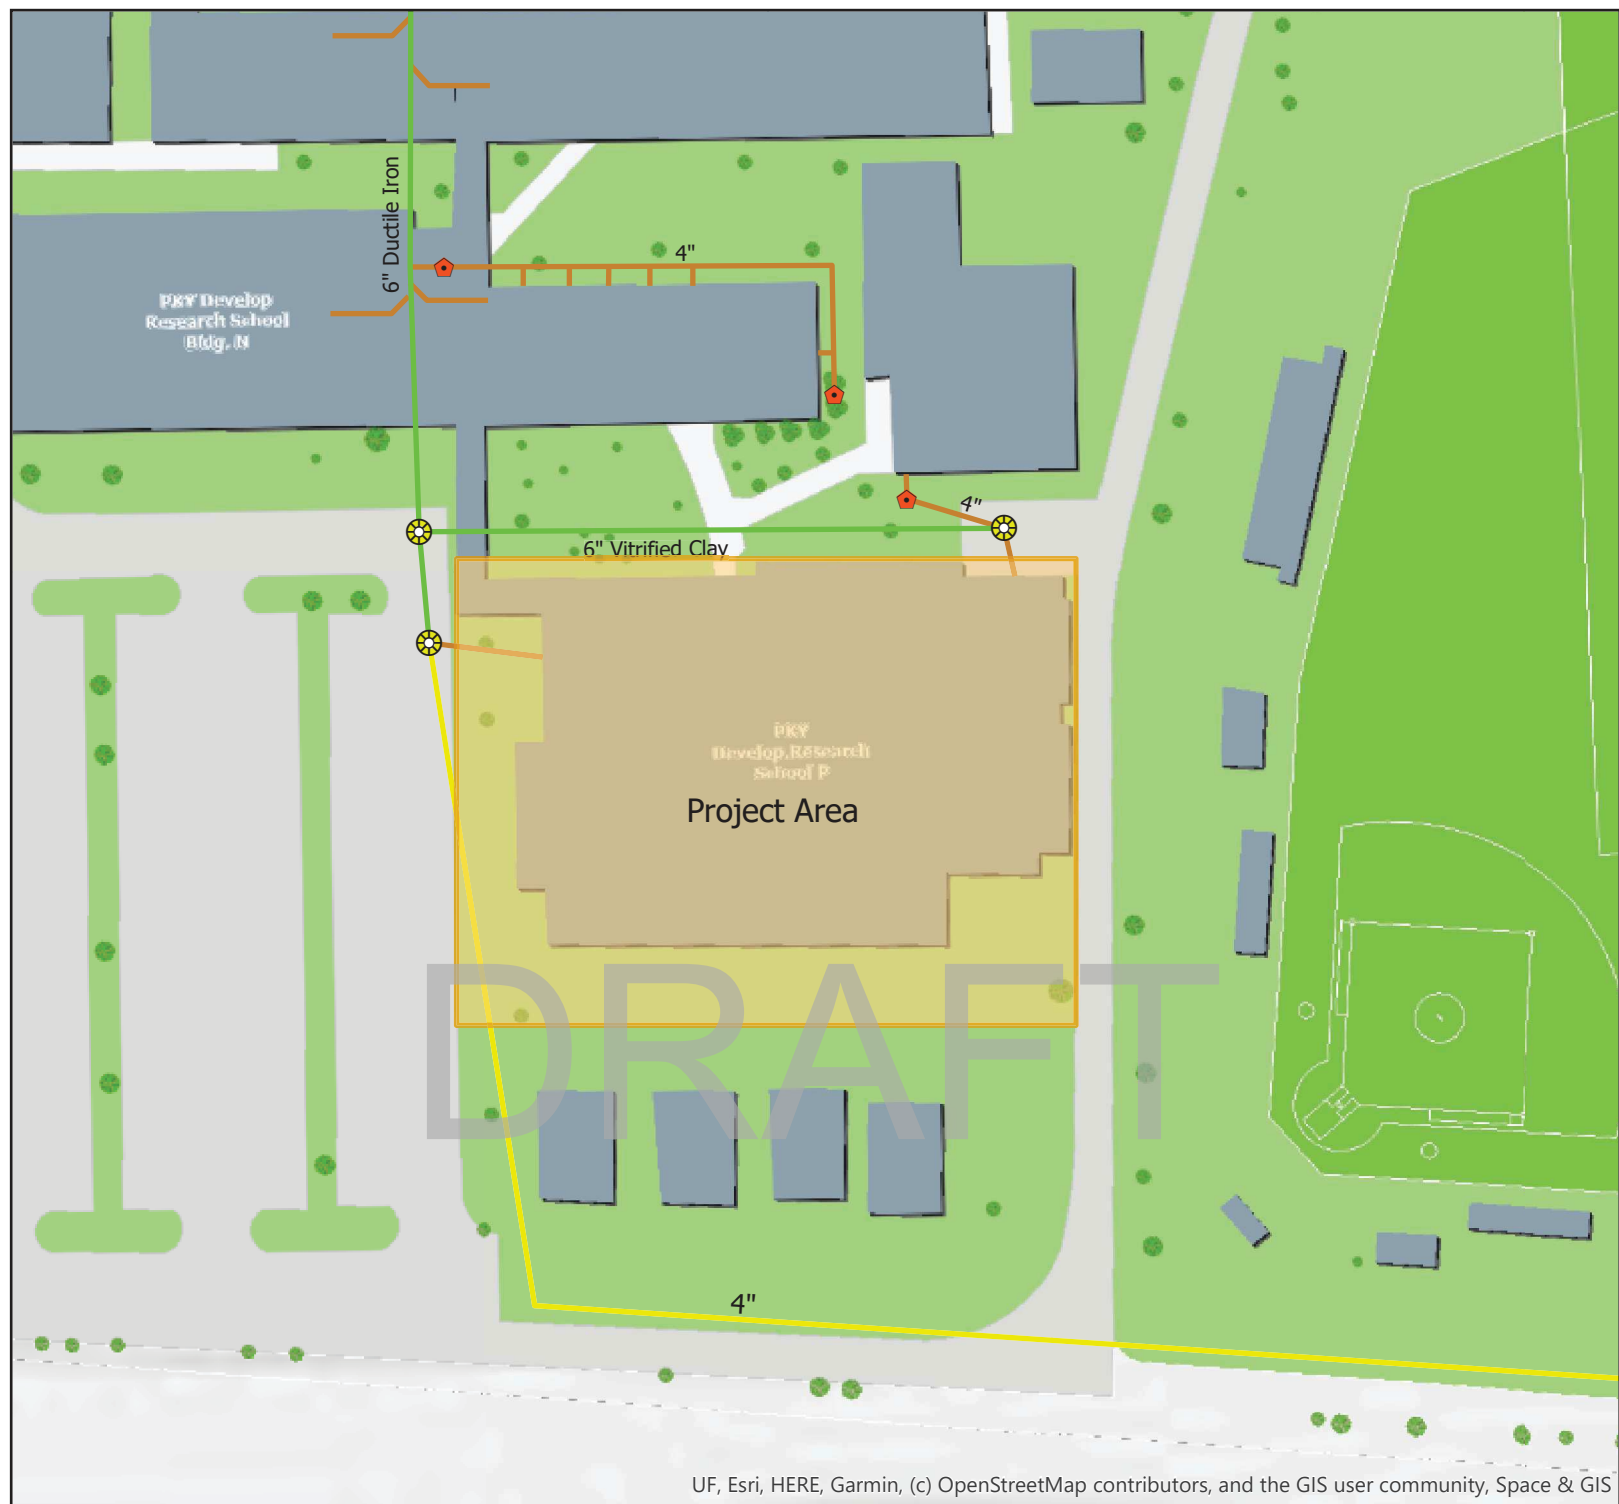 6" Ductile Iron
4"
PKY Develop
Research School
Bldg. N
4"
6" Vitrified Clay
PKY
Develop.Research
School P
Project Area
DRAFT
4"
UF, Esri, HERE, Garmin, (c) OpenStreetMap contributors, and the GIS user community, Space & GIS